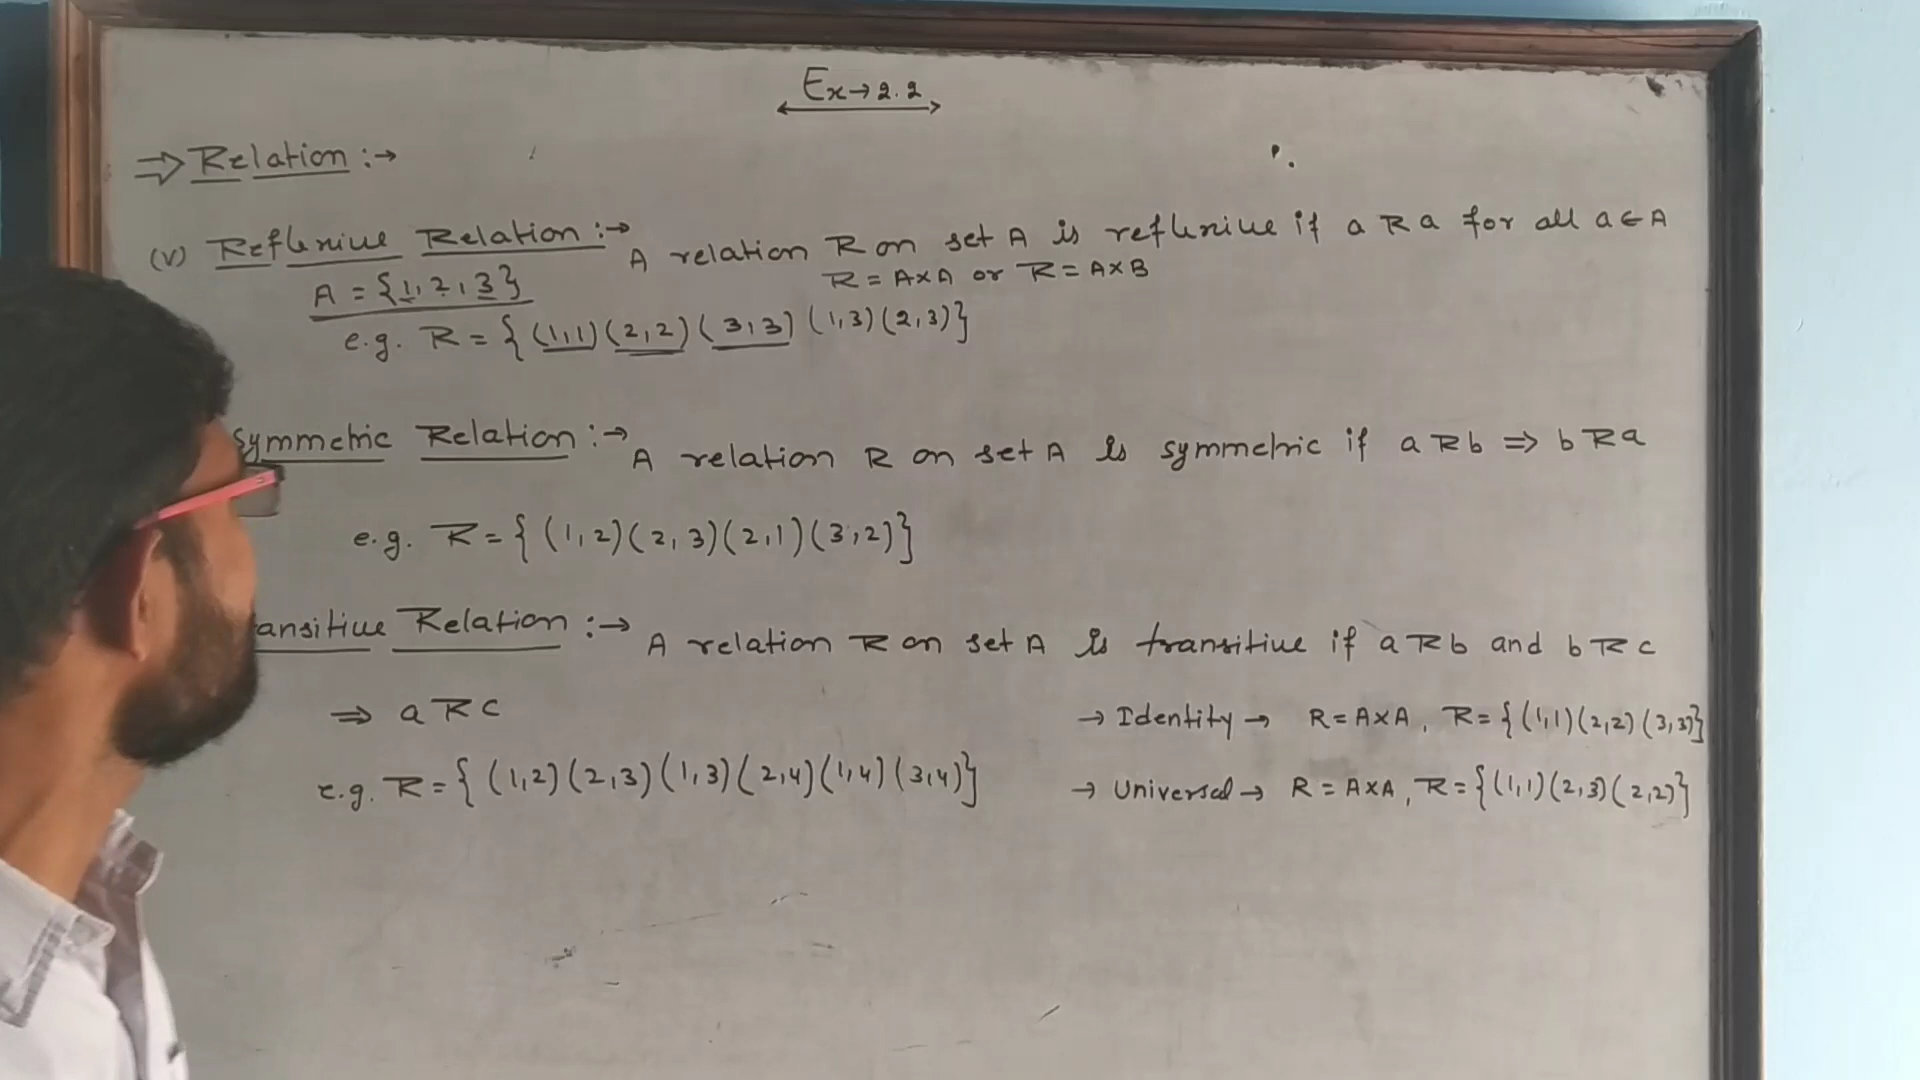 Ex→2.2
⇒ Relation :→
(V) Reflexive Relation :→ A relation R on set A is reflexive if a R a for all a ∈ A
A = {1, 2, 3} R = A×A or R = A×B
e.g. R = { (1,1) (2,2) (3,3) (1,3) (2,3)}
Symmetric Relation :→ A relation R on set A is symmetric if a R b ⇒ b R a
e.g. R = { (1,2) (2,3) (2,1) (3,2)}
ansitive Relation :→ A relation R on set A is transitive if a R b and b R c
⇒ a R c
e.g. R = { (1,2) (2,3) (1,3) (2,4) (1,4) (3,4)}
→ Identity → R = A×A, R = { (1,1) (2,2) (3,3)}
→ Universal → R = A×A, R = {(1,1) (2,3) (2,2)}